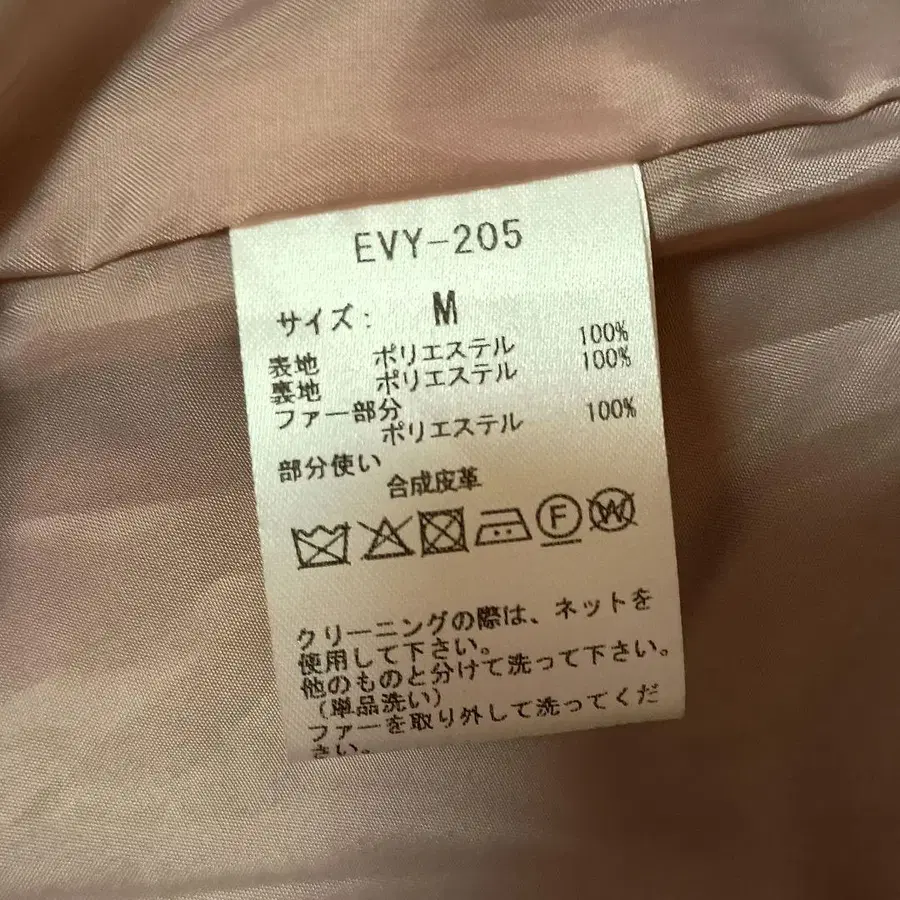 EVY-205
サイズ: M
表地 ポリエステル 100%
裏地 ポリエステル 100%
ファー部分
ポリエステル 100%
部分使い
合成皮革
F W
クリーニングの際は、ネットを
使用して下さい。
他のものと分けて洗って下さい。
(単品洗い)
ファーを取り外して洗ってくだ
さい。